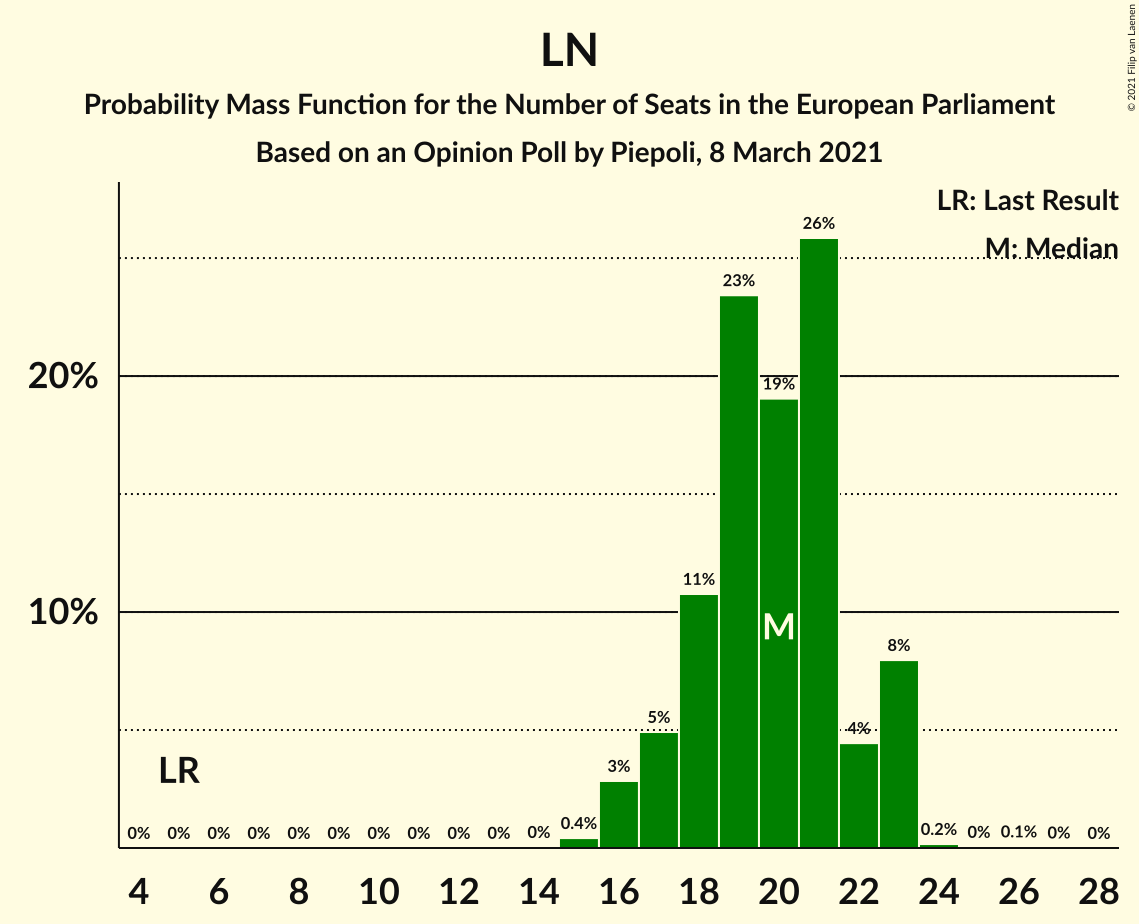 LN
Probability Mass Function for the Number of Seats in the European Parliament
Based on an Opinion Poll by Piepoli, 8 March 2021
© 2021 Filip van Laenen
LR: Last Result
M: Median
26%
23%
20%
19%
11%
10%
M
8%
5%
4%
LR
3%
0% 0% 0% 0% 0% 0% 0% 0% 0% 0% 0% 0.4% 0.2% 0% 0.1% 0% 0%
4 6 8 10 12 14 16 18 20 22 24 26 28